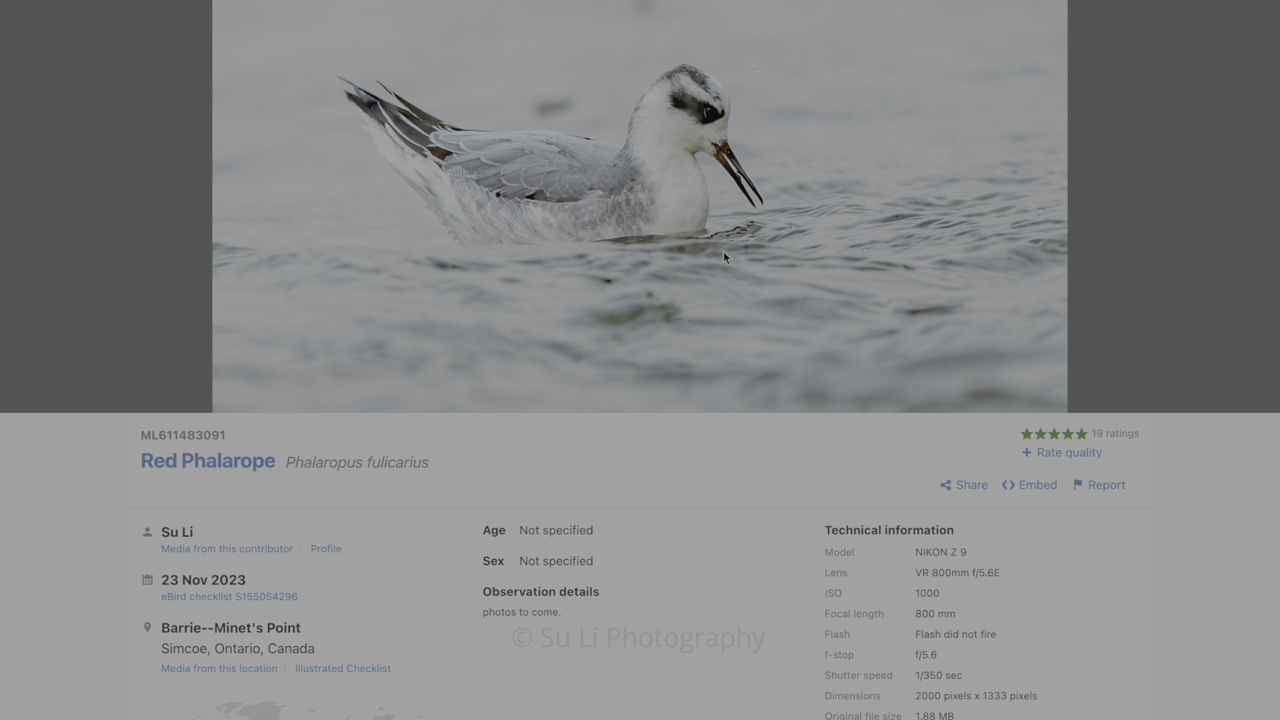 ML611483091
19 ratings
Red Phalarope Phalaropus fulicarius
+ Rate quality
Share Embed Report
Su Li
Media from this contributor Profile
23 Nov 2023
eBird checklist S155054296
Barrie--Minet's Point
Simcoe, Ontario, Canada
Media from this location Illustrated Checklist
Age Not specified
Sex Not specified
Observation details
photos to come.
© Su Li Photography
Technical information
Model NIKON Z 9
Lens VR 800mm f/5.6E
ISO 1000
Focal length 800 mm
Flash Flash did not fire
f-stop f/5.6
Shutter speed 1/350 sec
Dimensions 2000 pixels x 1333 pixels
Original file size 1.88 MB